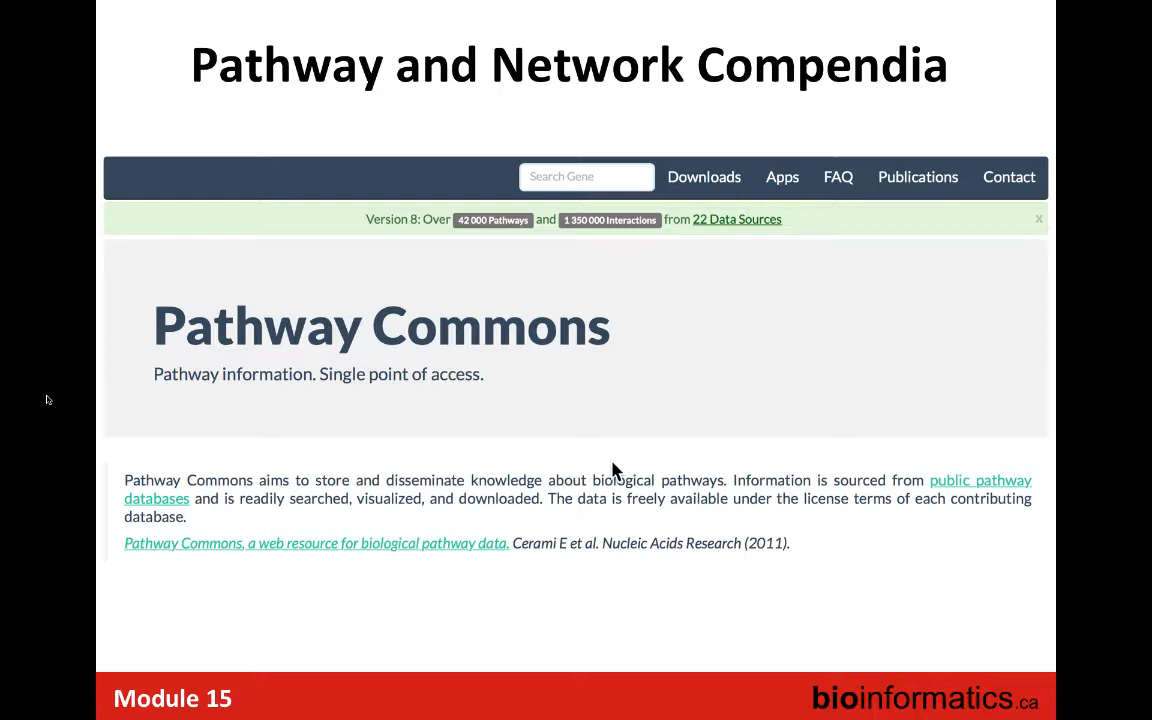 Pathway and Network Compendia
Search Gene Downloads Apps FAQ Publications Contact
Version 8: Over 42 000 Pathways and 1 350 000 Interactions from 22 Data Sources x
Pathway Commons
Pathway information. Single point of access.
Pathway Commons aims to store and disseminate knowledge about biological pathways. Information is sourced from public pathway
databases and is readily searched, visualized, and downloaded. The data is freely available under the license terms of each contributing
database.
Pathway Commons, a web resource for biological pathway data. Cerami E et al. Nucleic Acids Research (2011).
Module 15 bioinformatics.ca